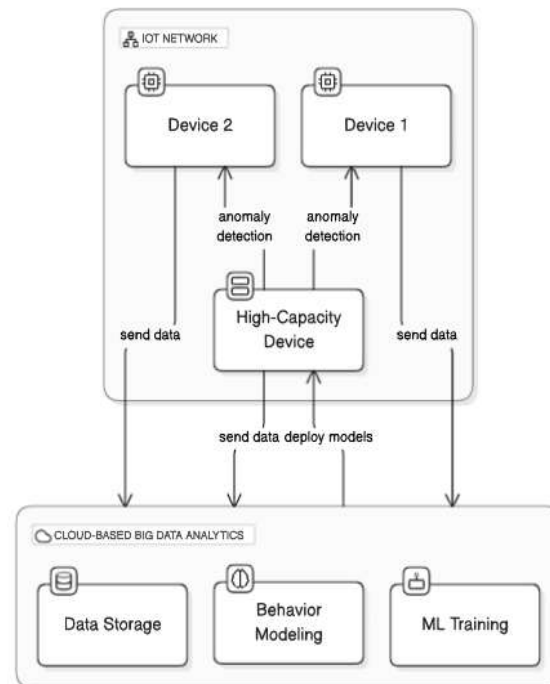 IOT NETWORK
Device 2
Device 1
anomaly
detection
anomaly
detection
High-Capacity
Device
send data
send data
send data
deploy models
CLOUD-BASED BIG DATA ANALYTICS
Data Storage
Behavior
Modeling
ML Training